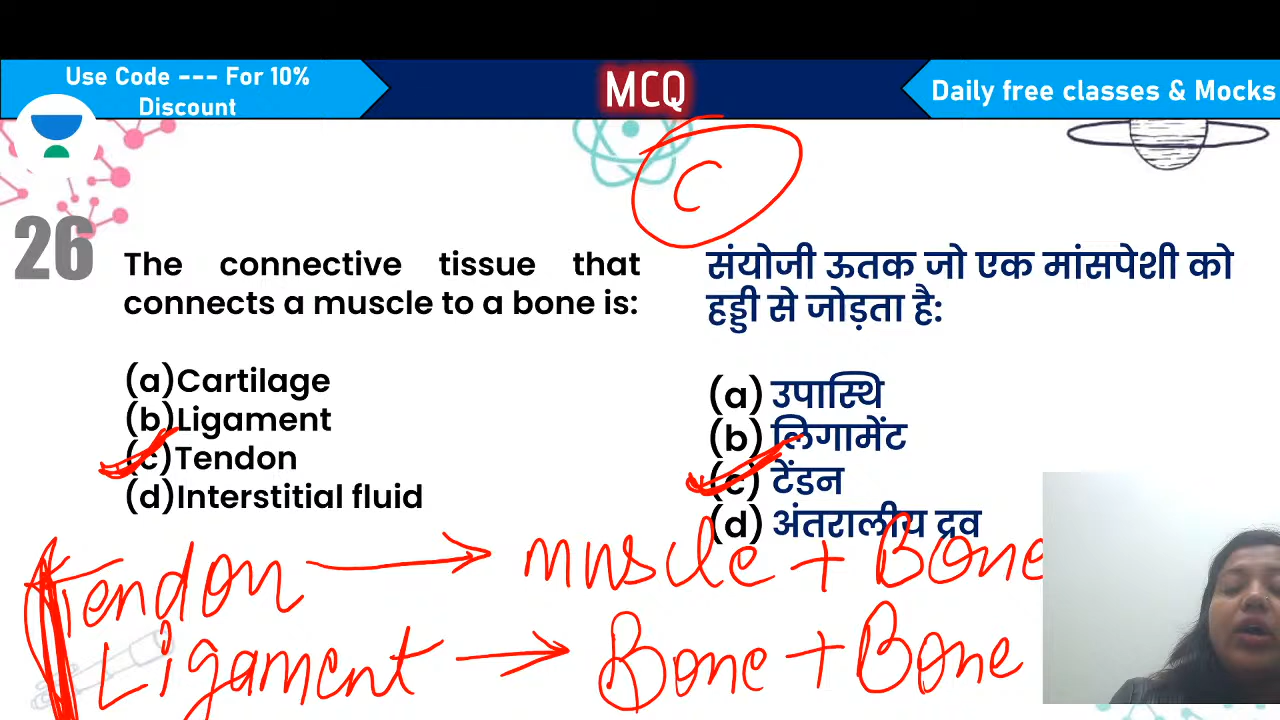 Use Code --- For 10%
Discount
MCQ
Daily free classes & Mocks
C
26
The connective tissue that
connects a muscle to a bone is:
(a)Cartilage
(b)Ligament
(c)Tendon
(d)Interstitial fluid
संयोजी ऊतक जो एक मांसपेशी को
हड्डी से जोड़ता है:
(a) उपास्थि
(b) लिगामेंट
(c) टेंडन
(d) अंतरालीय द्रव
Tendon → muscle + Bone
Ligament → Bone + Bone